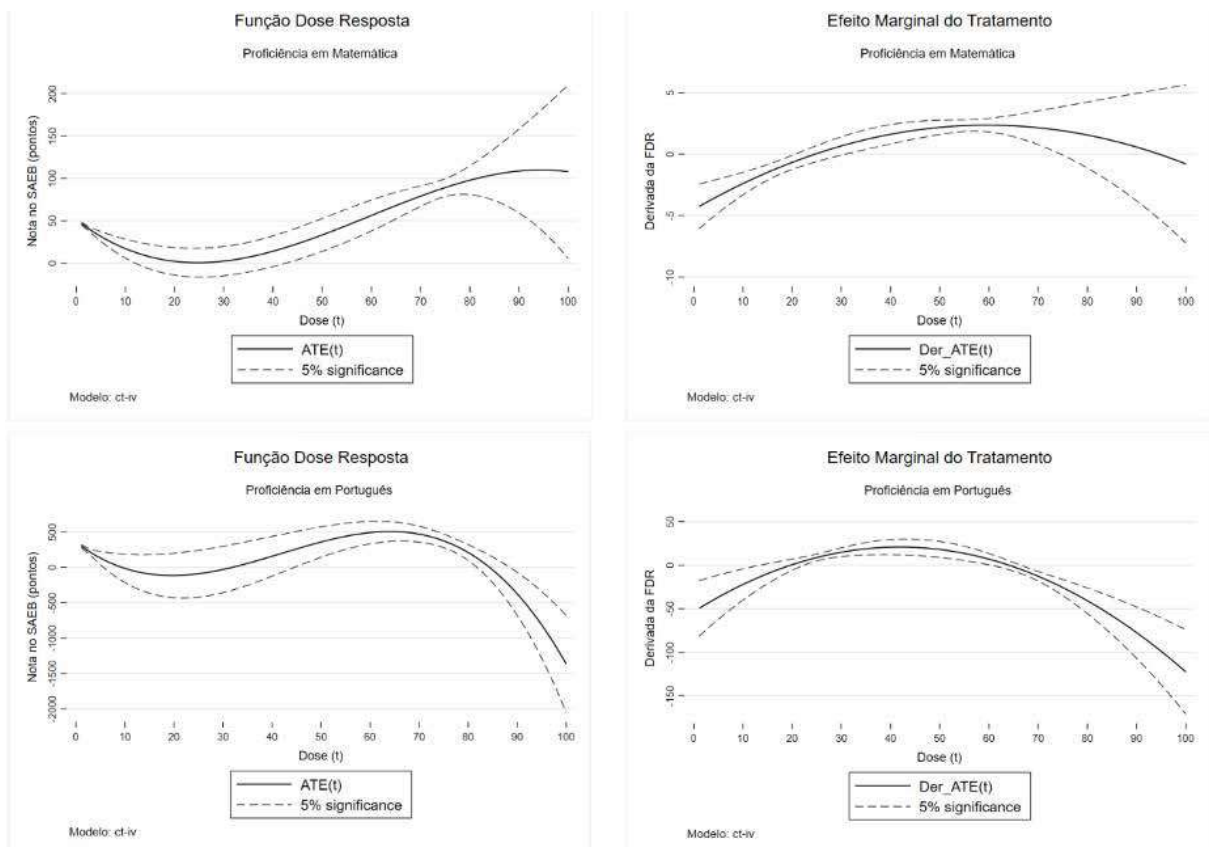 Função Dose Resposta
Proficiência em Matemática
Nota no SAEB (pontos)
200
150
100
50
0
0 10 20 30 40 50 60 70 80 90 100
Dose (t)
ATE(t)
5% significance
Modelo: ct-iv
Efeito Marginal do Tratamento
Proficiência em Matemática
Derivada da FDR
5
0
-5
-10
0 10 20 30 40 50 60 70 80 90 100
Dose (t)
Der_ATE(t)
5% significance
Modelo: ct-iv
Função Dose Resposta
Proficiência em Português
Nota no SAEB (pontos)
500
0
-500
-1000
-1500
-2000
0 10 20 30 40 50 60 70 80 90 100
Dose (t)
ATE(t)
5% significance
Modelo: ct-iv
Efeito Marginal do Tratamento
Proficiência em Português
Derivada da FDR
50
0
-50
-100
-150
0 10 20 30 40 50 60 70 80 90 100
Dose (t)
Der_ATE(t)
5% significance
Modelo: ct-iv